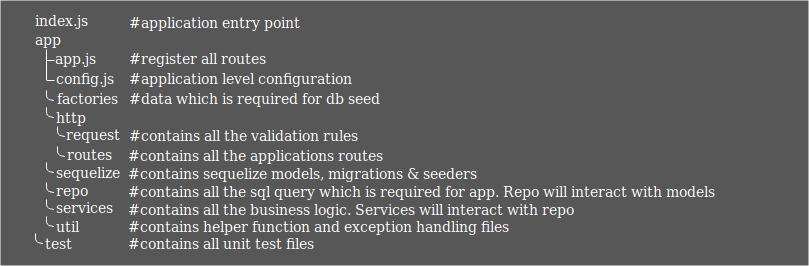 index.js #application entry point
app
app.js #register all routes
config.js #application level configuration
factories #data which is required for db seed
http
request #contains all the validation rules
routes #contains all the applications routes
sequelize #contains sequelize models, migrations & seeders
repo #contains all the sql query which is required for app. Repo will interact with models
services #contains all the business logic. Services will interact with repo
util #contains helper function and exception handling files
test #contains all unit test files